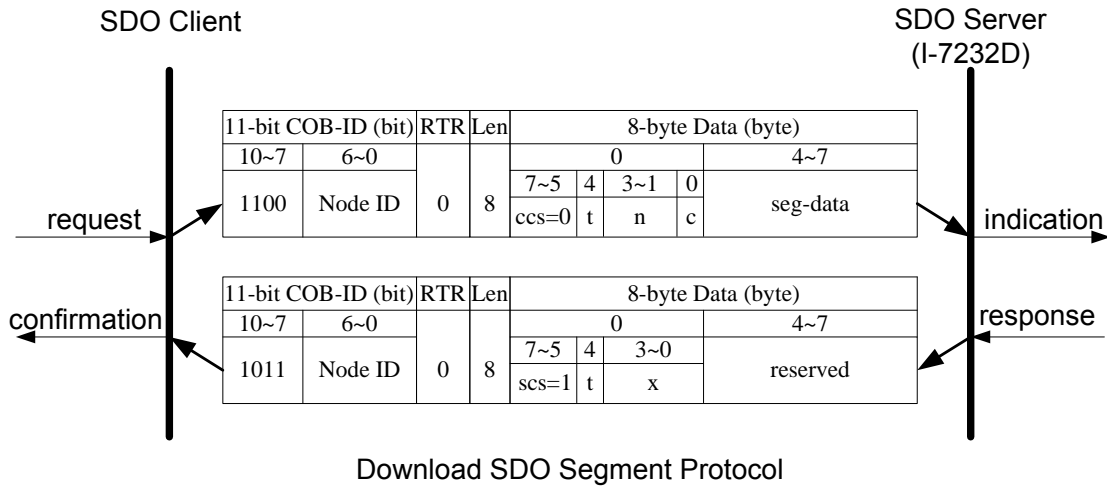 SDO Client
SDO Server
(I-7232D)
11-bit COB-ID (bit) RTR Len 8-byte Data (byte)
10~7 6~0 0 4~7
7~5 4 3~1 0
1100 Node ID 0 8 seg-data
ccs=0 t n c
request
indication
11-bit COB-ID (bit) RTR Len 8-byte Data (byte)
10~7 6~0 0 4~7
confirmation
response
7~5 4 3~0
1011 Node ID 0 8 reserved
scs=1 t x
Download SDO Segment Protocol